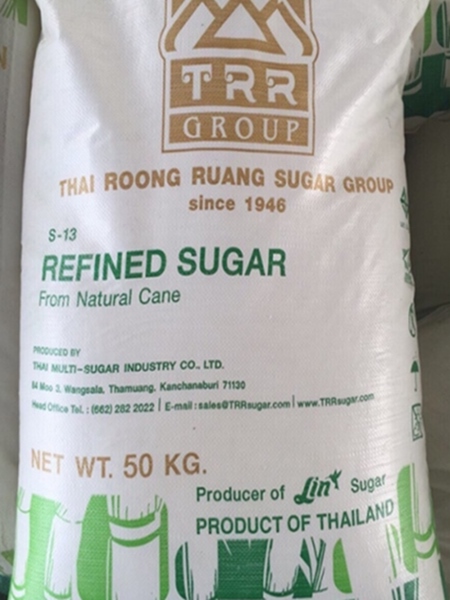 TRR
GROUP
THAI ROONG RUANG SUGAR GROUP
since 1946
S-13
REFINED SUGAR
From Natural Cane
PRODUCED BY
THAI MULTI-SUGAR INDUSTRY CO., LTD.
84 Moo 3, Wangsala, Thamuang, Kanchanaburi 71130
Head Office Tel. : (662) 282 2022 | E-mail : sales@TRRsugar.com | www.TRRsugar.com
NET WT. 50 KG.
Producer of Lin Sugar
PRODUCT OF THAILAND